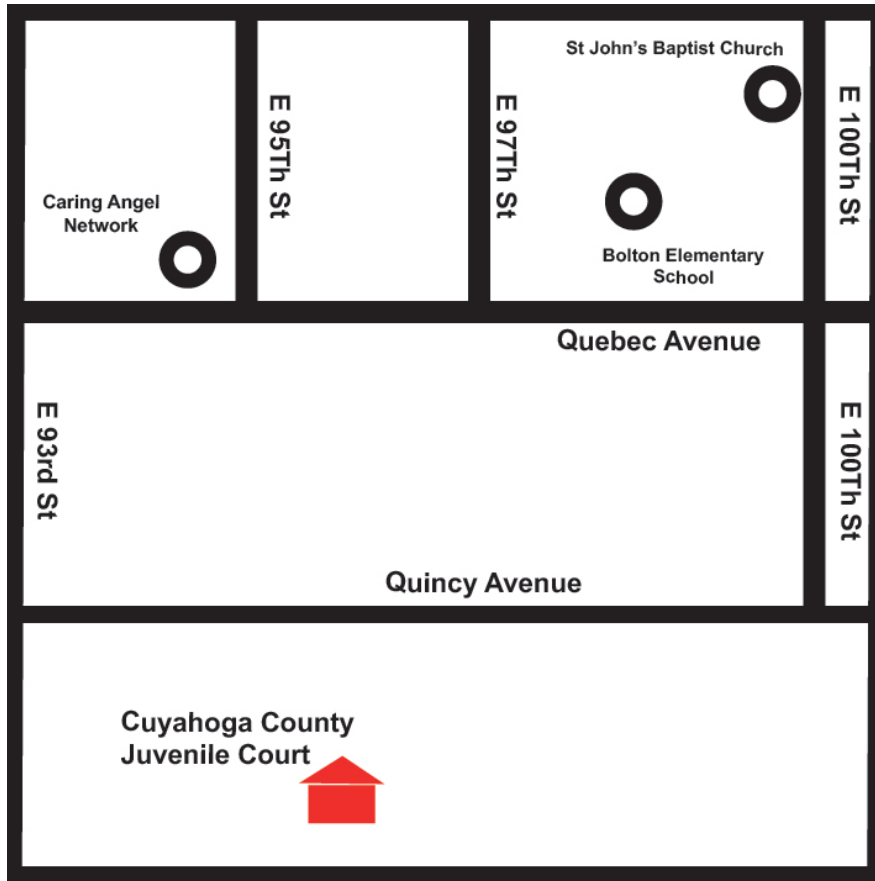 St John's Baptist Church
E 95Th St
E 97Th St
E 100Th St
Caring Angel
Network
Bolton Elementary
School
Quebec Avenue
E 93rd St
E 100Th St
Quincy Avenue
Cuyahoga County
Juvenile Court